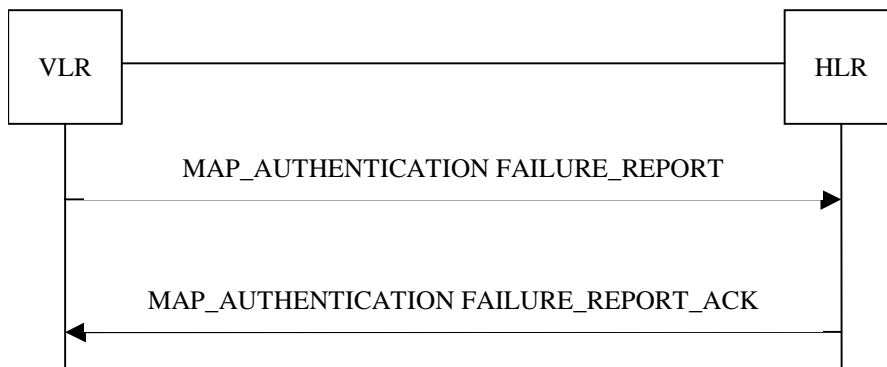 VLR
HLR
MAP_AUTHENTICATION FAILURE_REPORT
MAP_AUTHENTICATION FAILURE_REPORT_ACK